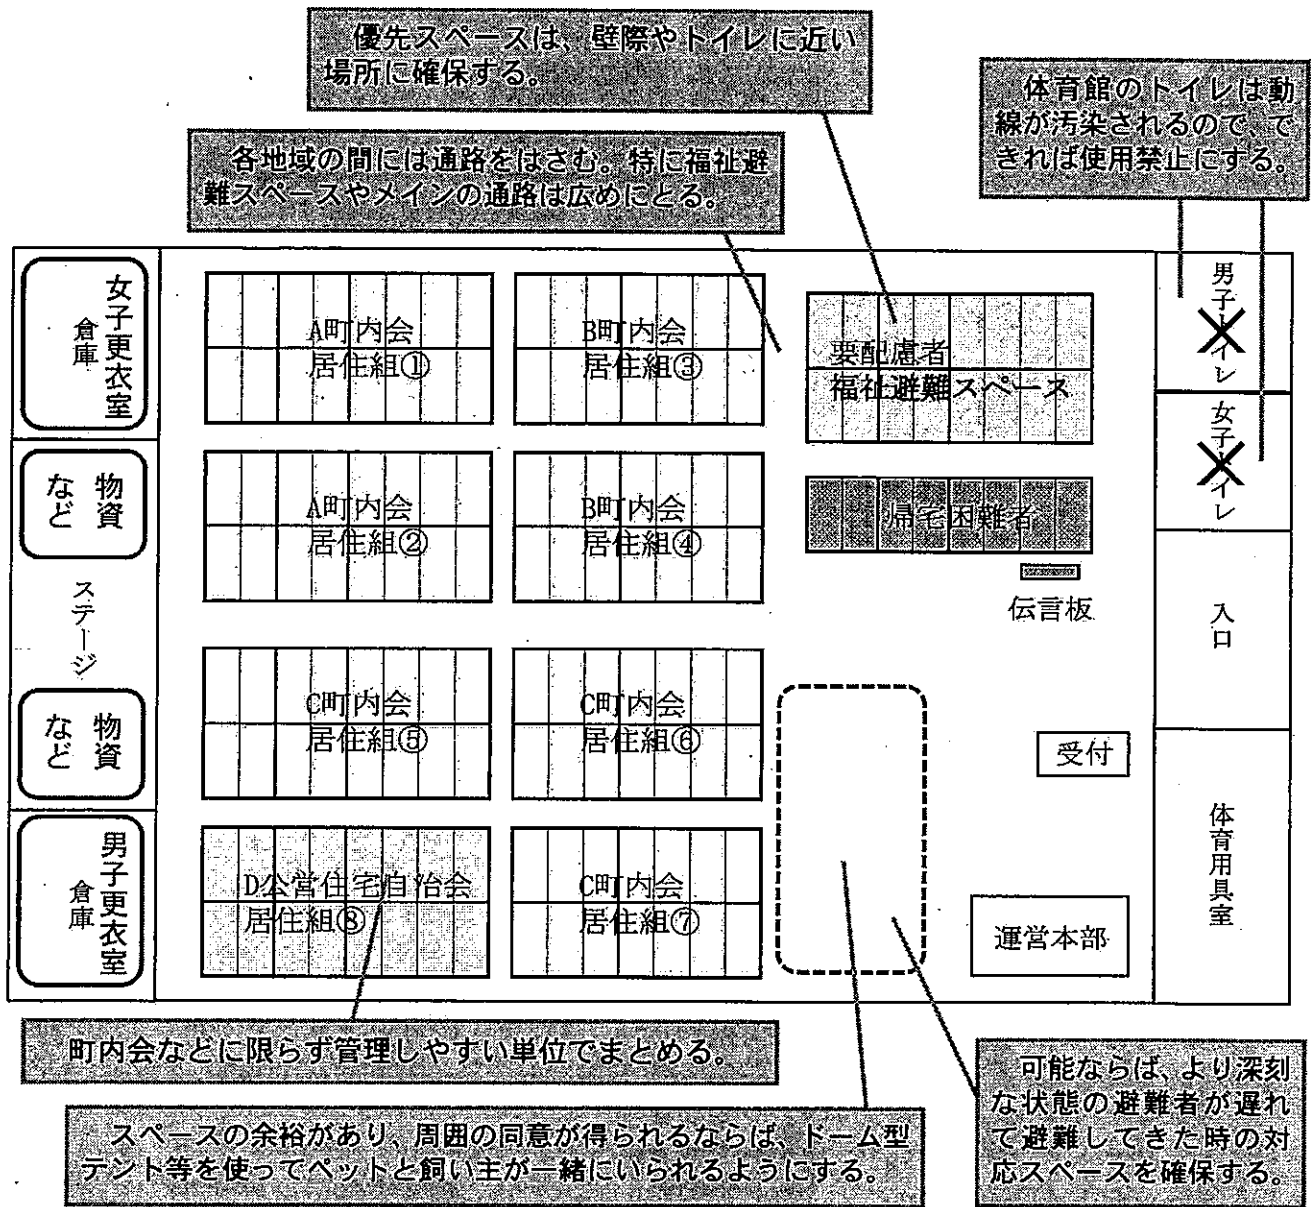 優先スペースは、壁際やトイレに近い
場所に確保する。
体育館のトイレは動
線が汚染されるので、で
きれば使用禁止にする。
各地域の間には通路をはさむ。特に福祉避
難スペースやメインの通路は広めにとる。
女子更衣室
倉庫
A町内会
居住組①
B町内会
居住組③
要配慮者
福祉避難スペース
男子トイレ
女子トイレ
物資
など
A町内会
居住組②
B町内会
居住組④
帰宅困難者
伝言板
入口
ステージ
物資
など
C町内会
居住組⑤
C町内会
居住組⑥
受付
体育用具室
男子更衣室
倉庫
D公営住宅自治会
居住組⑧
C町内会
居住組⑦
運営本部
町内会などに限らず管理しやすい単位でまとめる。
スペースの余裕があり、周囲の同意が得られるならば、ドーム型
テント等を使ってペットと飼い主が一緒にいられるようにする。
可能ならば、より深刻
な状態の避難者が遅れ
て避難してきた時の対
応スペースを確保する。